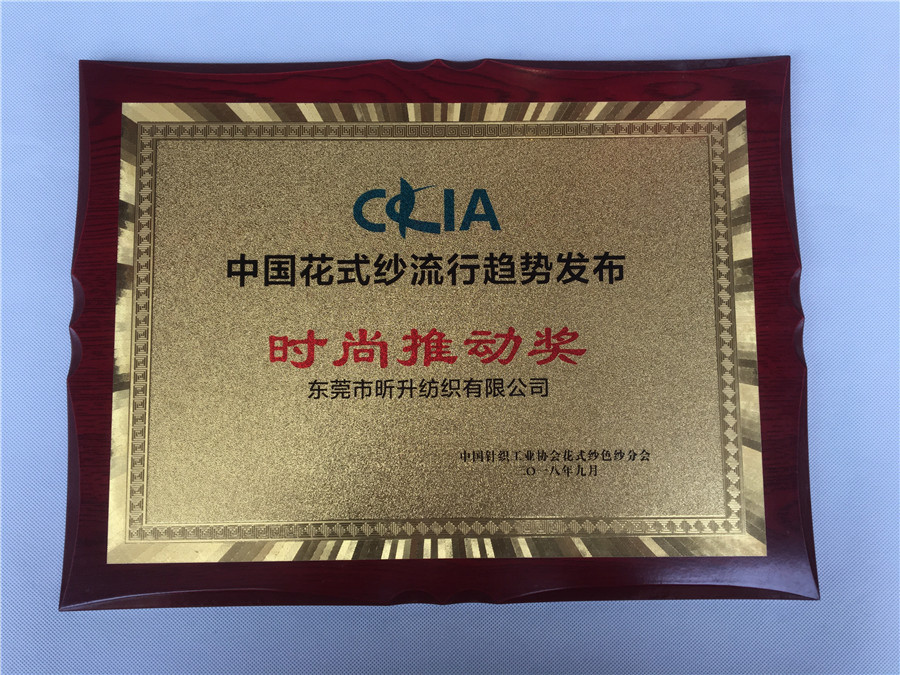 CKIA
中国花式纱流行趋势发布
时尚推动奖
东莞市昕升纺织有限公司
中国针织工业协会花式纱色纱分会
二〇一八年九月